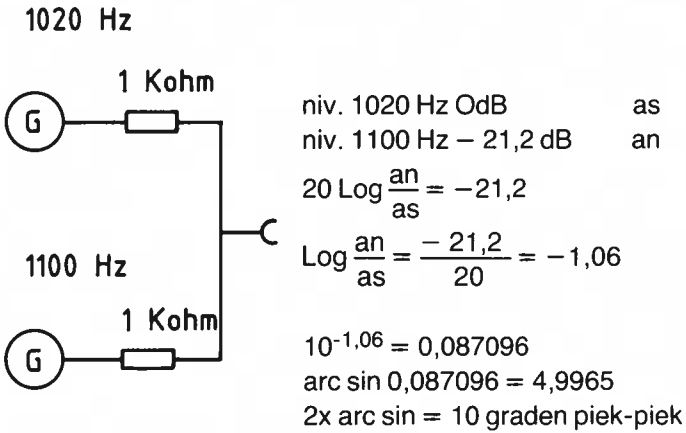 1020 Hz
1 Kohm
G
1100 Hz
1 Kohm
G
niv. 1020 Hz OdB as
niv. 1100 Hz – 21,2 dB an
20 Log an/as = –21,2
Log an/as = – 21,2/20 = –1,06
10-1,06 = 0,087096
arc sin 0,087096 = 4,9965
2x arc sin = 10 graden piek-piek